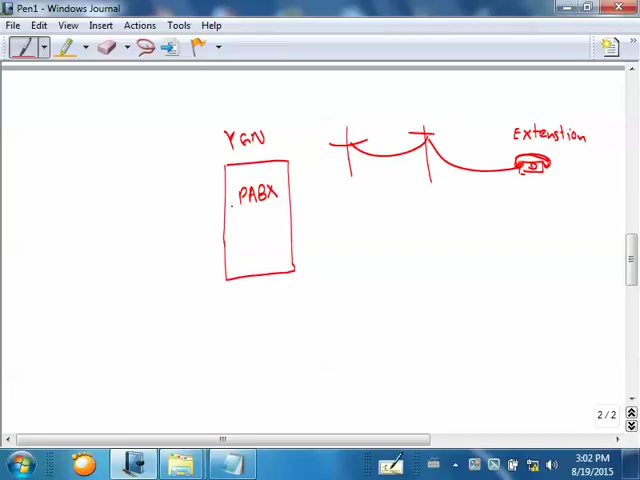 Pen1 - Windows Journal
File Edit View Insert Actions Tools Help
YGN
Extenstion
PABX
2 / 2
3:02 PM
8/19/2015